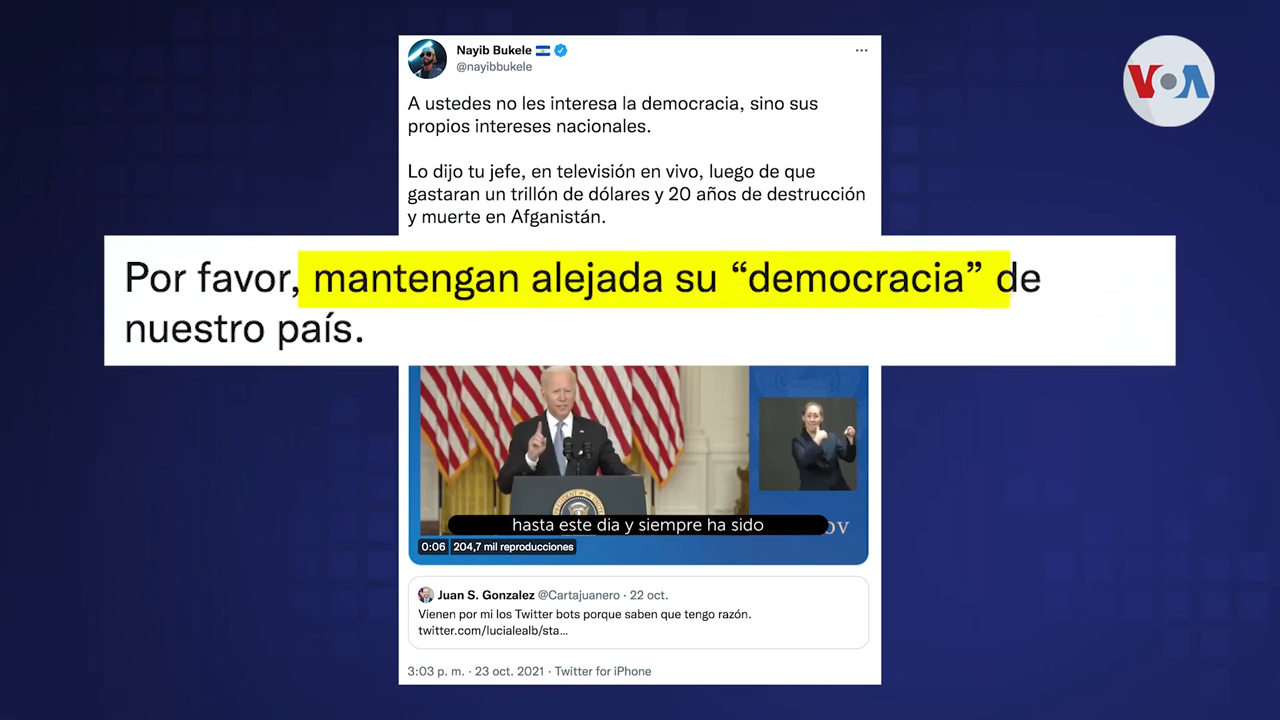 Nayib Bukele
@nayibbukele
VOA
A ustedes no les interesa la democracia, sino sus
propios intereses nacionales.
Lo dijo tu jefe, en televisión en vivo, luego de que
gastaran un trillón de dólares y 20 años de destrucción
y muerte en Afganistán.
Por favor, mantengan alejada su “democracia” de
nuestro país.
hasta este dia y siempre ha sido
OV
0:06 204,7 mil reproducciones
Juan S. Gonzalez @Cartajuanero · 22 oct.
Vienen por mi los Twitter bots porque saben que tengo razón.
twitter.com/lucialealb/sta...
3:03 p. m. · 23 oct. 2021 · Twitter for iPhone